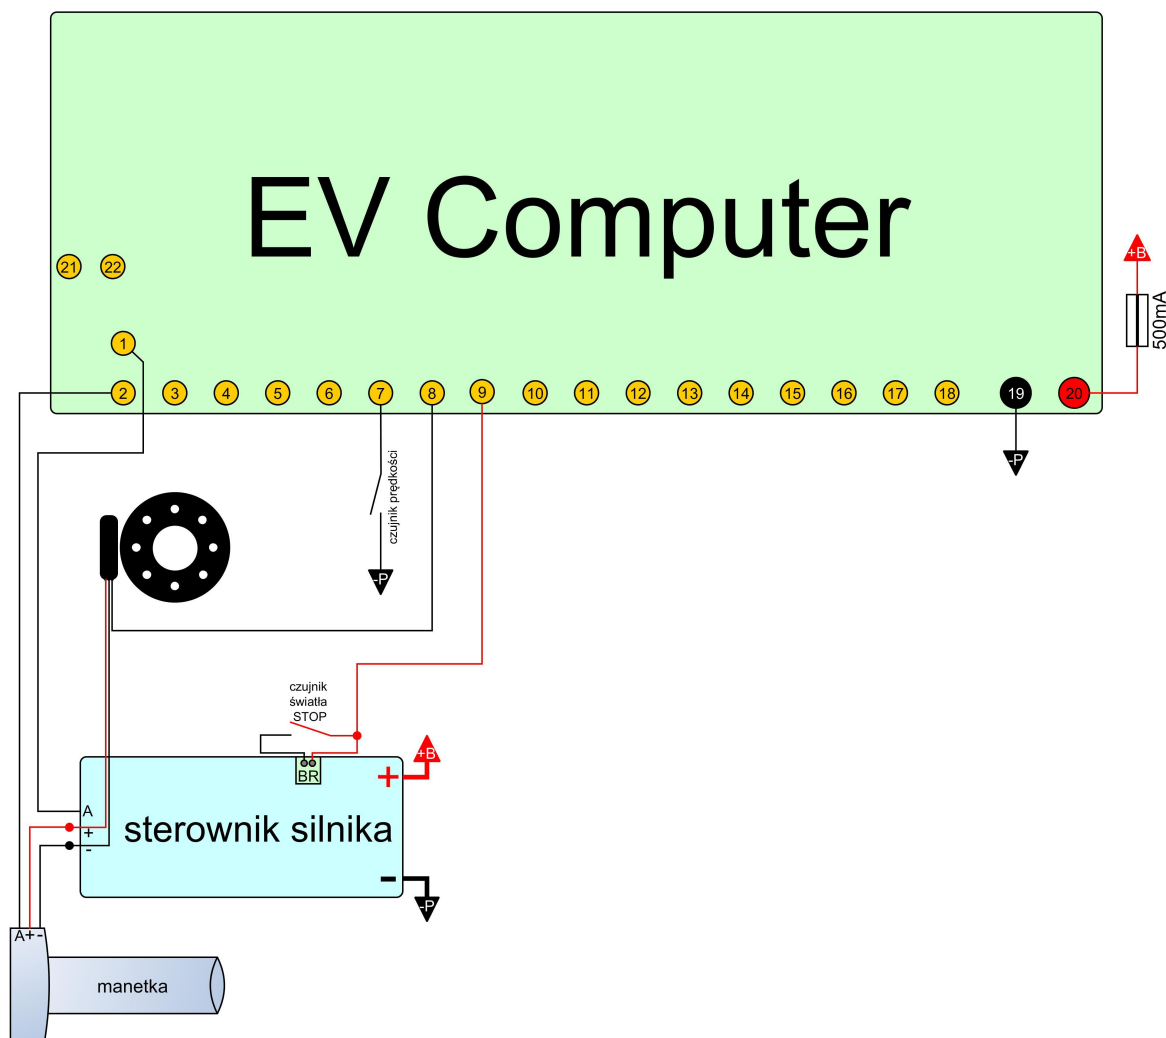 EV Computer
21
22
1
2
3
4
5
6
7
8
9
10
11
12
13
14
15
16
17
18
19
20
+B
500mA
-P
czujnik prędkości
-P
czujnik
światła
STOP
BR
+
+B
A
+
-
sterownik silnika
-
-P
A+-
manetka